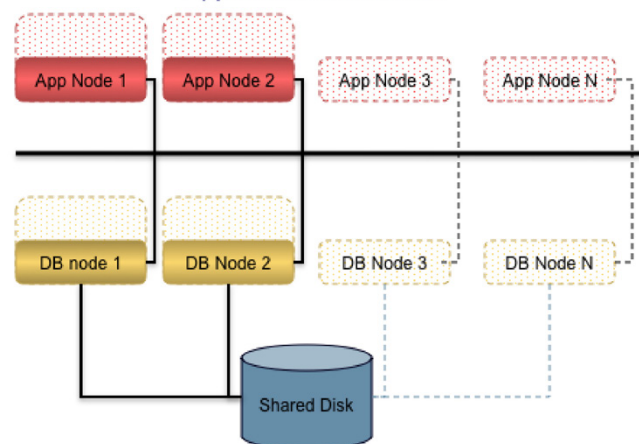 App Node 1
App Node 2
App Node 3
App Node N
DB node 1
DB Node 2
DB Node 3
DB Node N
Shared Disk